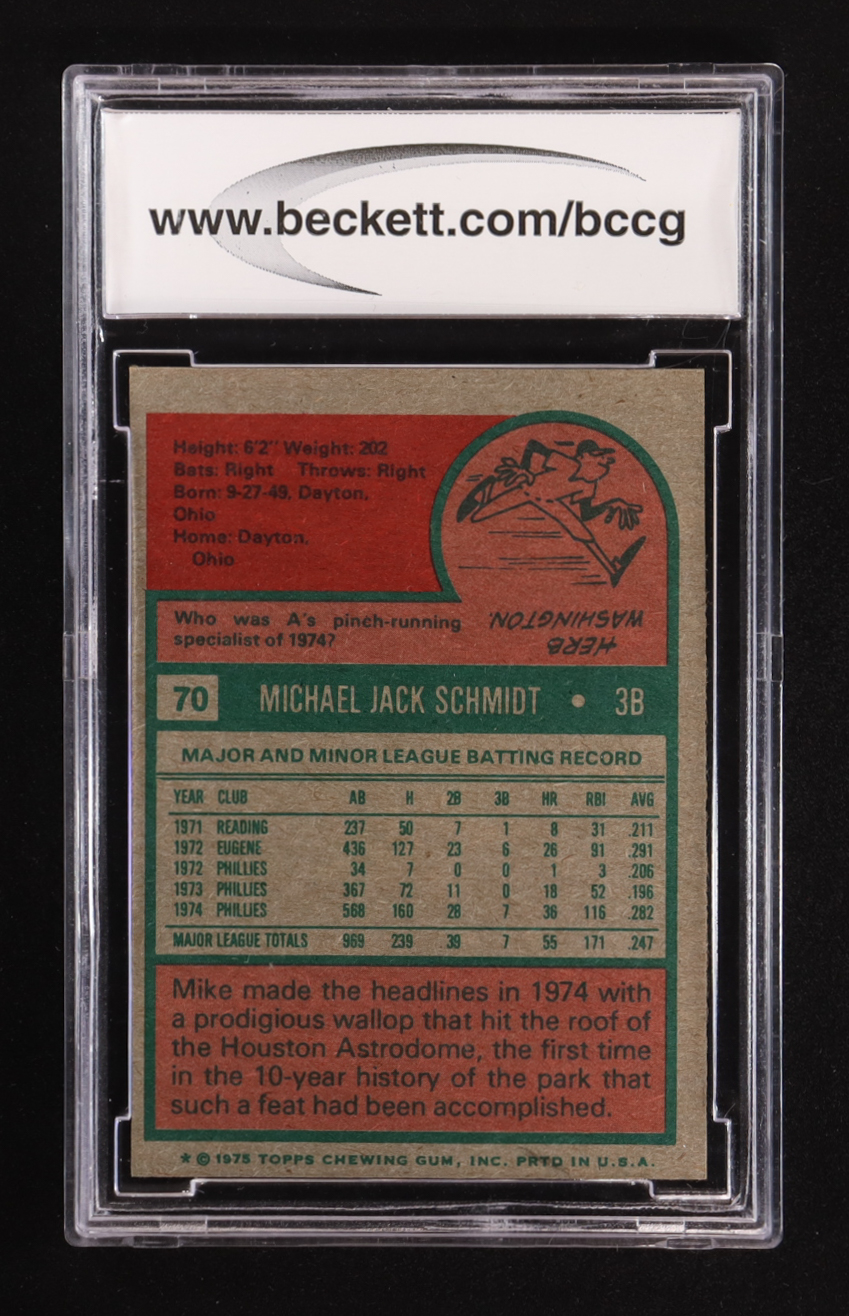 www.beckett.com/bccg
Height: 6'2" Weight: 202
Bats: Right Throws: Right
Born: 9-27-49, Dayton,
Ohio
Home: Dayton,
Ohio
Who was A's pinch-running
specialist of 1974?
HERB
WASHINGTON.
70 MICHAEL JACK SCHMIDT • 3B
MAJOR AND MINOR LEAGUE BATTING RECORD
YEAR CLUB AB H 2B 3B HR RBI AVG
1971 READING 237 50 7 1 8 31 .211
1972 EUGENE 436 127 23 6 26 91 .291
1972 PHILLIES 34 7 0 0 1 3 .206
1973 PHILLIES 367 72 11 0 18 52 .196
1974 PHILLIES 568 160 28 7 36 116 .282
MAJOR LEAGUE TOTALS 969 239 39 7 55 171 .247
Mike made the headlines in 1974 with
a prodigious wallop that hit the roof of
the Houston Astrodome, the first time
in the 10-year history of the park that
such a feat had been accomplished.
* © 1975 TOPPS CHEWING GUM, INC. PRTD IN U.S.A.